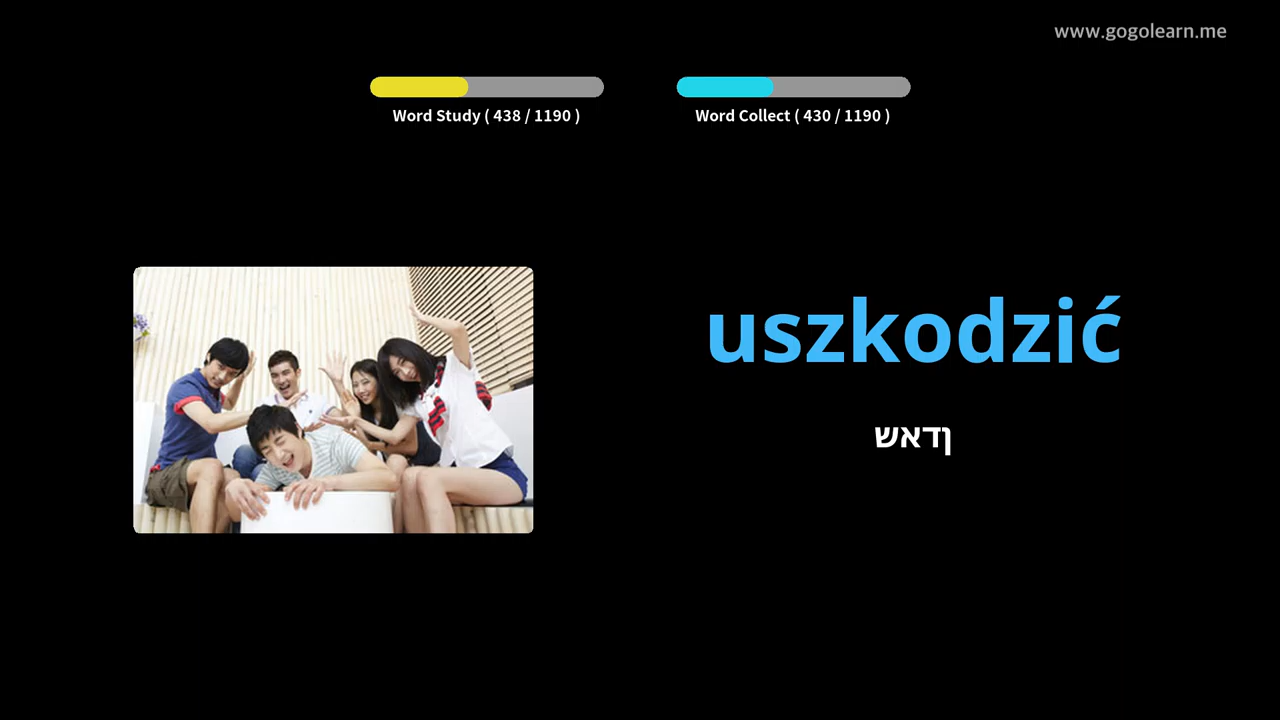 www.gogolearn.me
Word Study ( 438 / 1190 )
Word Collect ( 430 / 1190 )
uszkodzić
ןדאש